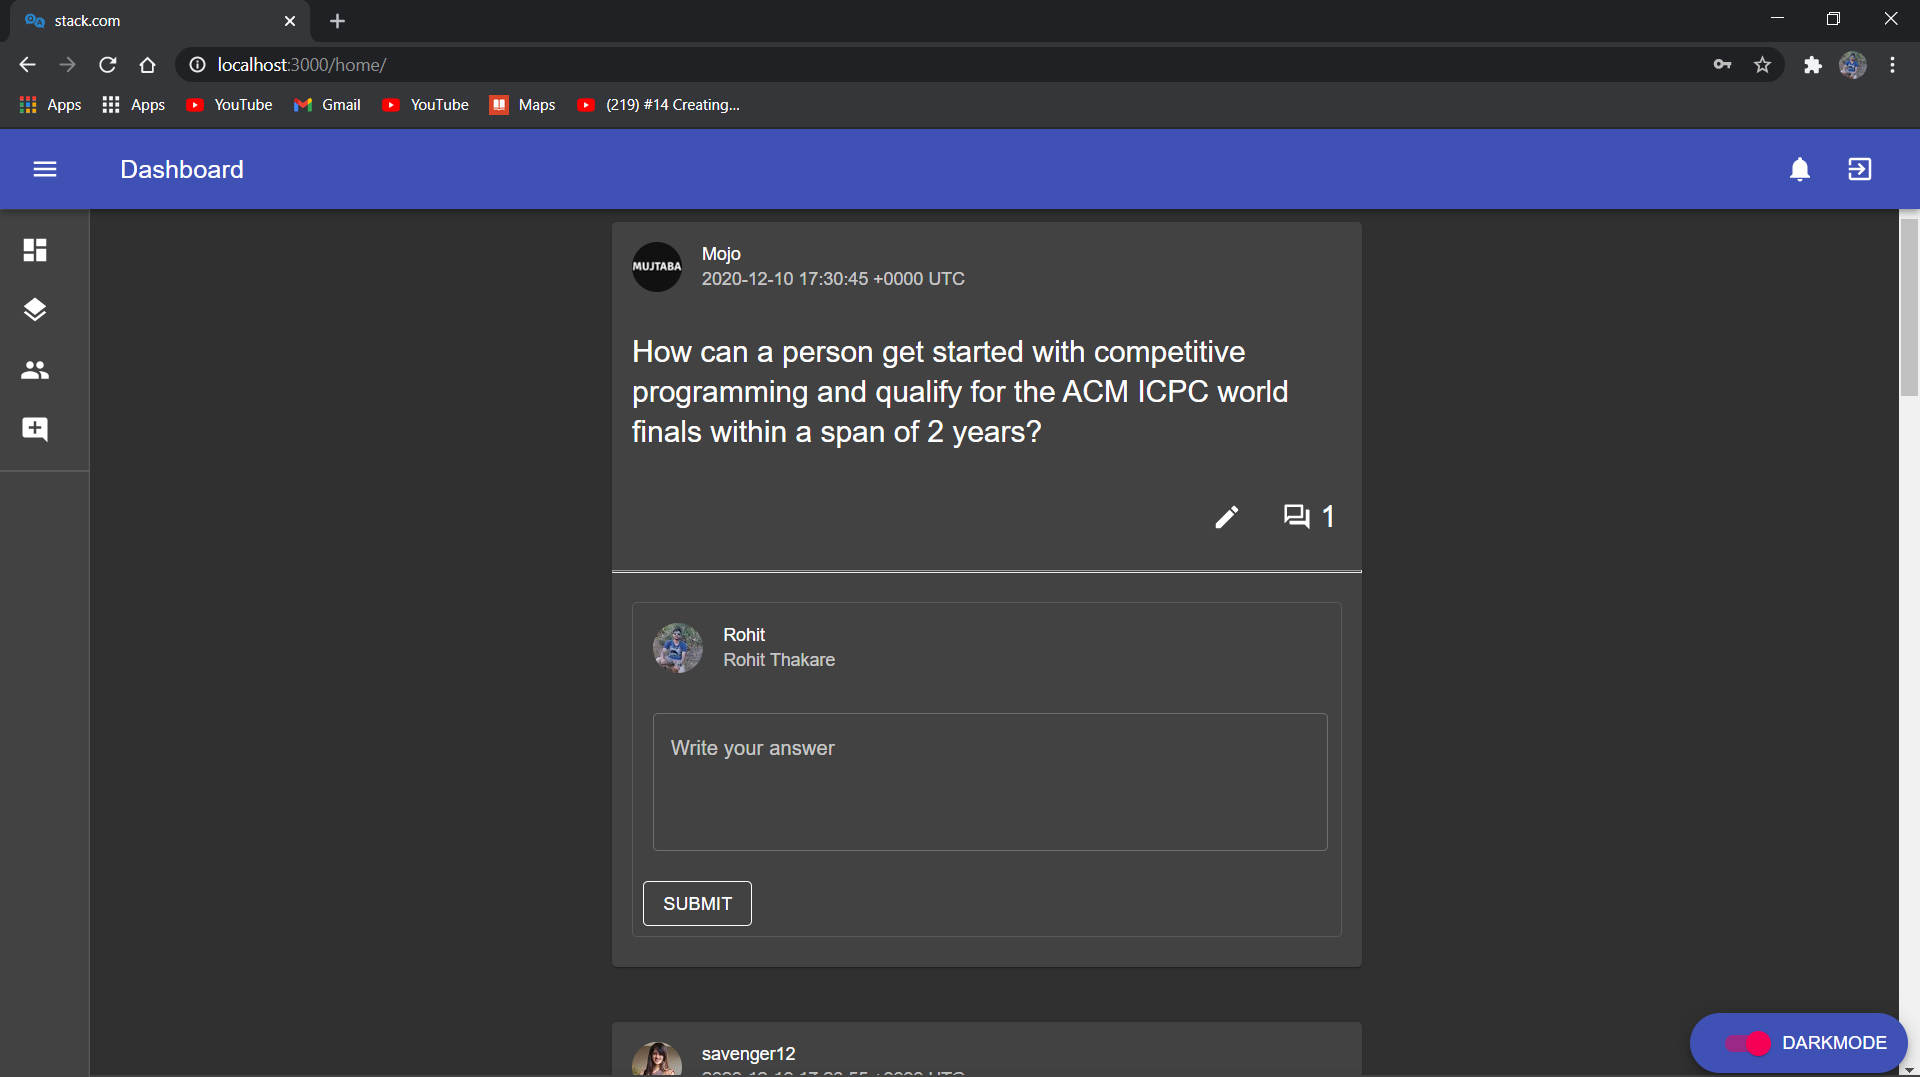 stack.com
localhost:3000/home/
Apps
Apps
YouTube
Gmail
YouTube
Maps
(219) #14 Creating...
Dashboard
MUJTABA
Mojo
2020-12-10 17:30:45 +0000 UTC
How can a person get started with competitive
programming and qualify for the ACM ICPC world
finals within a span of 2 years?
1
Rohit
Rohit Thakare
Write your answer
SUBMIT
savenger12
DARKMODE